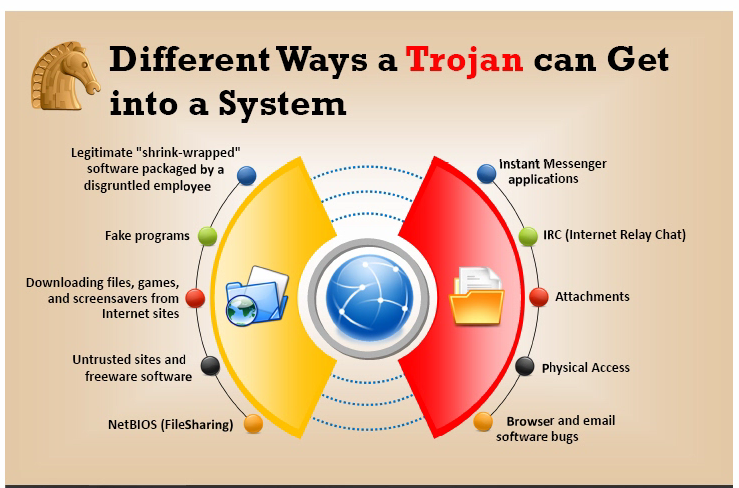 Different Ways a Trojan can Get
into a System
Legitimate "shrink-wrapped"
software packaged by a
disgruntled employee
Fake programs
Downloading files, games,
and screensavers from
Internet sites
Untrusted sites and
freeware software
NetBIOS (FileSharing)
Instant Messenger
applications
IRC (Internet Relay Chat)
Attachments
Physical Access
Browser and email
software bugs